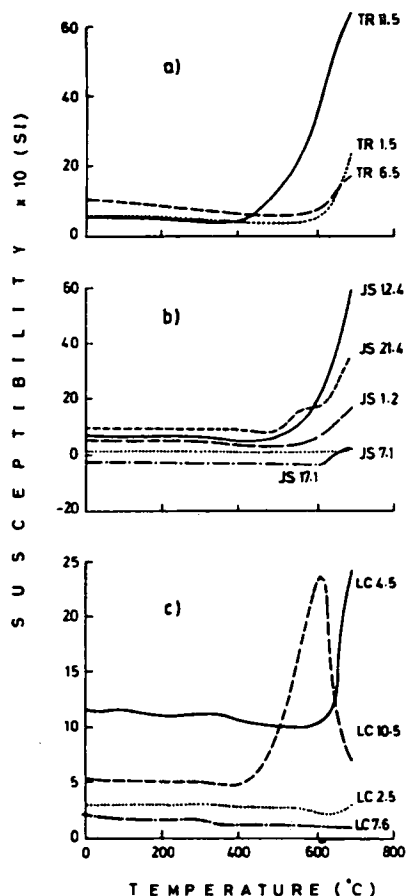 SUSCEPTIBILITY × 10 (SI)
a)
60
40
20
0
TR 11.5
TR 1.5
TR 6.5
b)
60
40
20
0
-20
JS 12.4
JS 21.4
JS 1.2
JS 7.1
JS 17.1
c)
25
20
15
10
5
0
LC 4.5
LC 10.5
LC 2.5
LC 7.6
0 200 400 600 800
TEMPERATURE (°C)